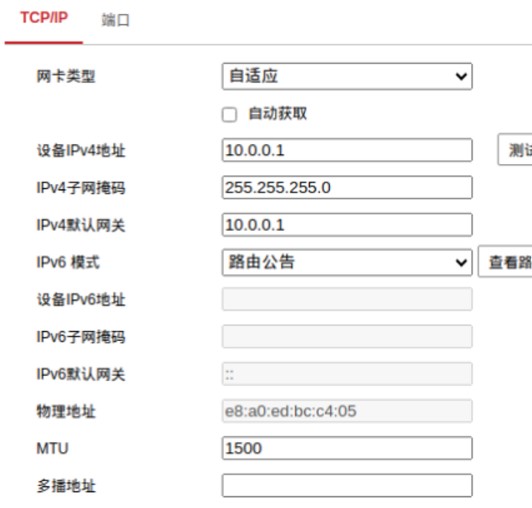 TCP/IP 端口
网卡类型 自适应
自动获取
设备IPv4地址 10.0.0.1 测试
IPv4子网掩码 255.255.255.0
IPv4默认网关 10.0.0.1
IPv6 模式 路由公告 查看路
设备IPv6地址
IPv6子网掩码
IPv6默认网关 ::
物理地址 e8:a0:ed:bc:c4:05
MTU 1500
多播地址